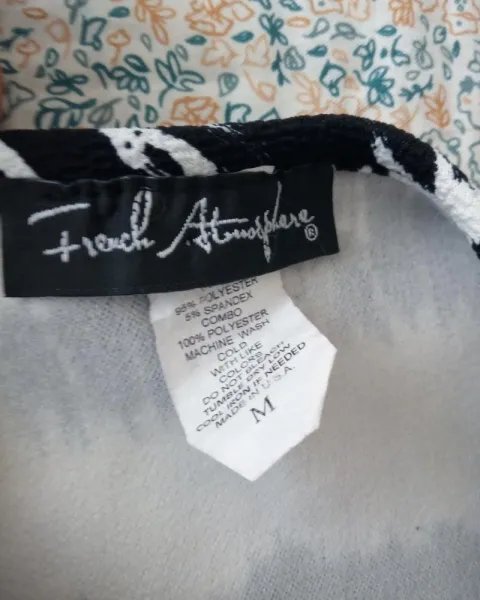 French Atmosphere ®
95% POLYESTER
5% SPANDEX
COMBO
100% POLYESTER
MACHINE WASH
COLD
WITH LIKE
COLORS
DO NOT BLEACH
TUMBLE DRY LOW
COOL IRON IF NEEDED
MADE IN U.S.A.
M